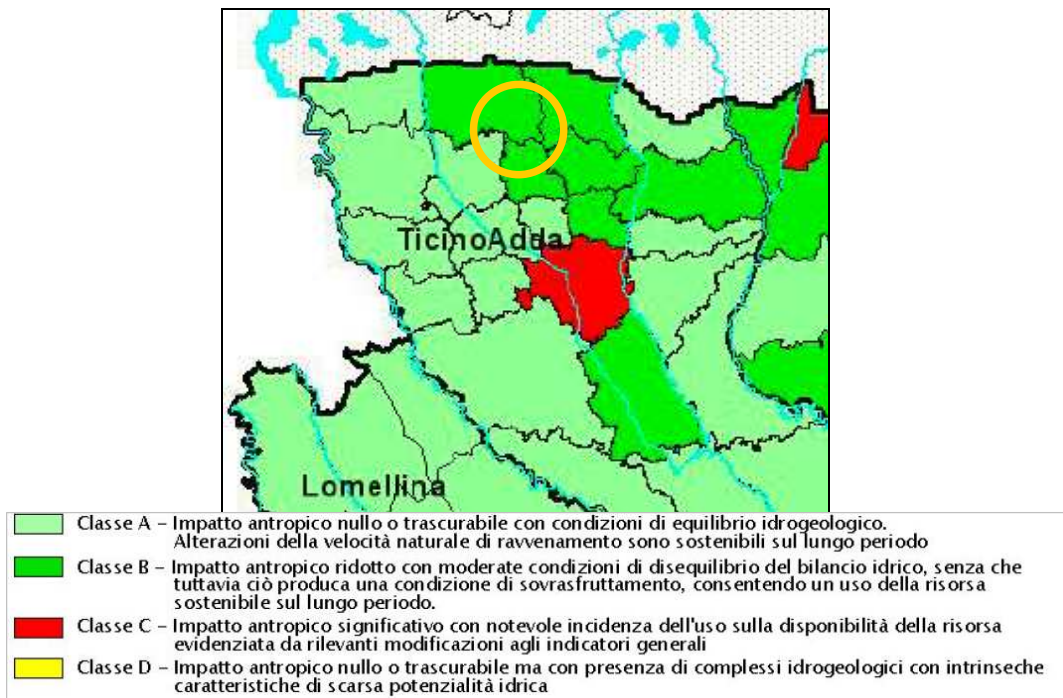 TicinoAdda
Lomellina
Classe A – Impatto antropico nullo o trascurabile con condizioni di equilibrio idrogeologico.
Alterazioni della velocità naturale di ravvenamento sono sostenibili sul lungo periodo
Classe B – Impatto antropico ridotto con moderate condizioni di disequilibrio del bilancio idrico, senza che
tuttavia ciò produca una condizione di sovrasfruttamento, consentendo un uso della risorsa
sostenibile sul lungo periodo.
Classe C – Impatto antropico significativo con notevole incidenza dell'uso sulla disponibilità della risorsa
evidenziata da rilevanti modificazioni agli indicatori generali
Classe D – Impatto antropico nullo o trascurabile ma con presenza di complessi idrogeologici con intrinseche
caratteristiche di scarsa potenzialità idrica